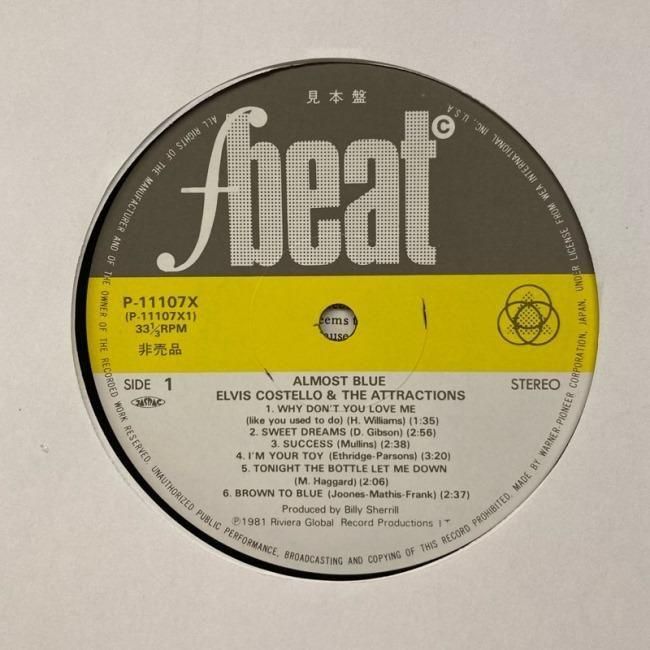 見本盤
fbeat
©
P-11107X
(P-11107X1)
33⅓RPM
非売品
eems t
ause
SIDE 1
STEREO
JASRAC
ALMOST BLUE
ELVIS COSTELLO & THE ATTRACTIONS
1. WHY DON'T YOU LOVE ME
(like you used to do) (H. Williams) (1:35)
2. SWEET DREAMS (D. Gibson) (2:56)
3. SUCCESS (Mullins) (2:38)
4. I'M YOUR TOY (Ethridge-Parsons) (3:20)
5. TONIGHT THE BOTTLE LET ME DOWN
(M. Haggard) (2:06)
6. BROWN TO BLUE (Joones-Mathis-Frank) (2:37)
Produced by Billy Sherrill
℗1981 Riviera Global Record Productions
ALL RIGHTS OF THE MANUFACTURER AND OF THE OWNER OF THE RECORDED WORK RESERVED. UNAUTHORIZED PUBLIC PERFORMANCE, BROADCASTING AND COPYING OF THIS RECORD PROHIBITED. MADE BY WARNER-PIONEER CORPORATION, JAPAN, UNDER LICENSE FROM WEA INTERNATIONAL INC., U.S.A